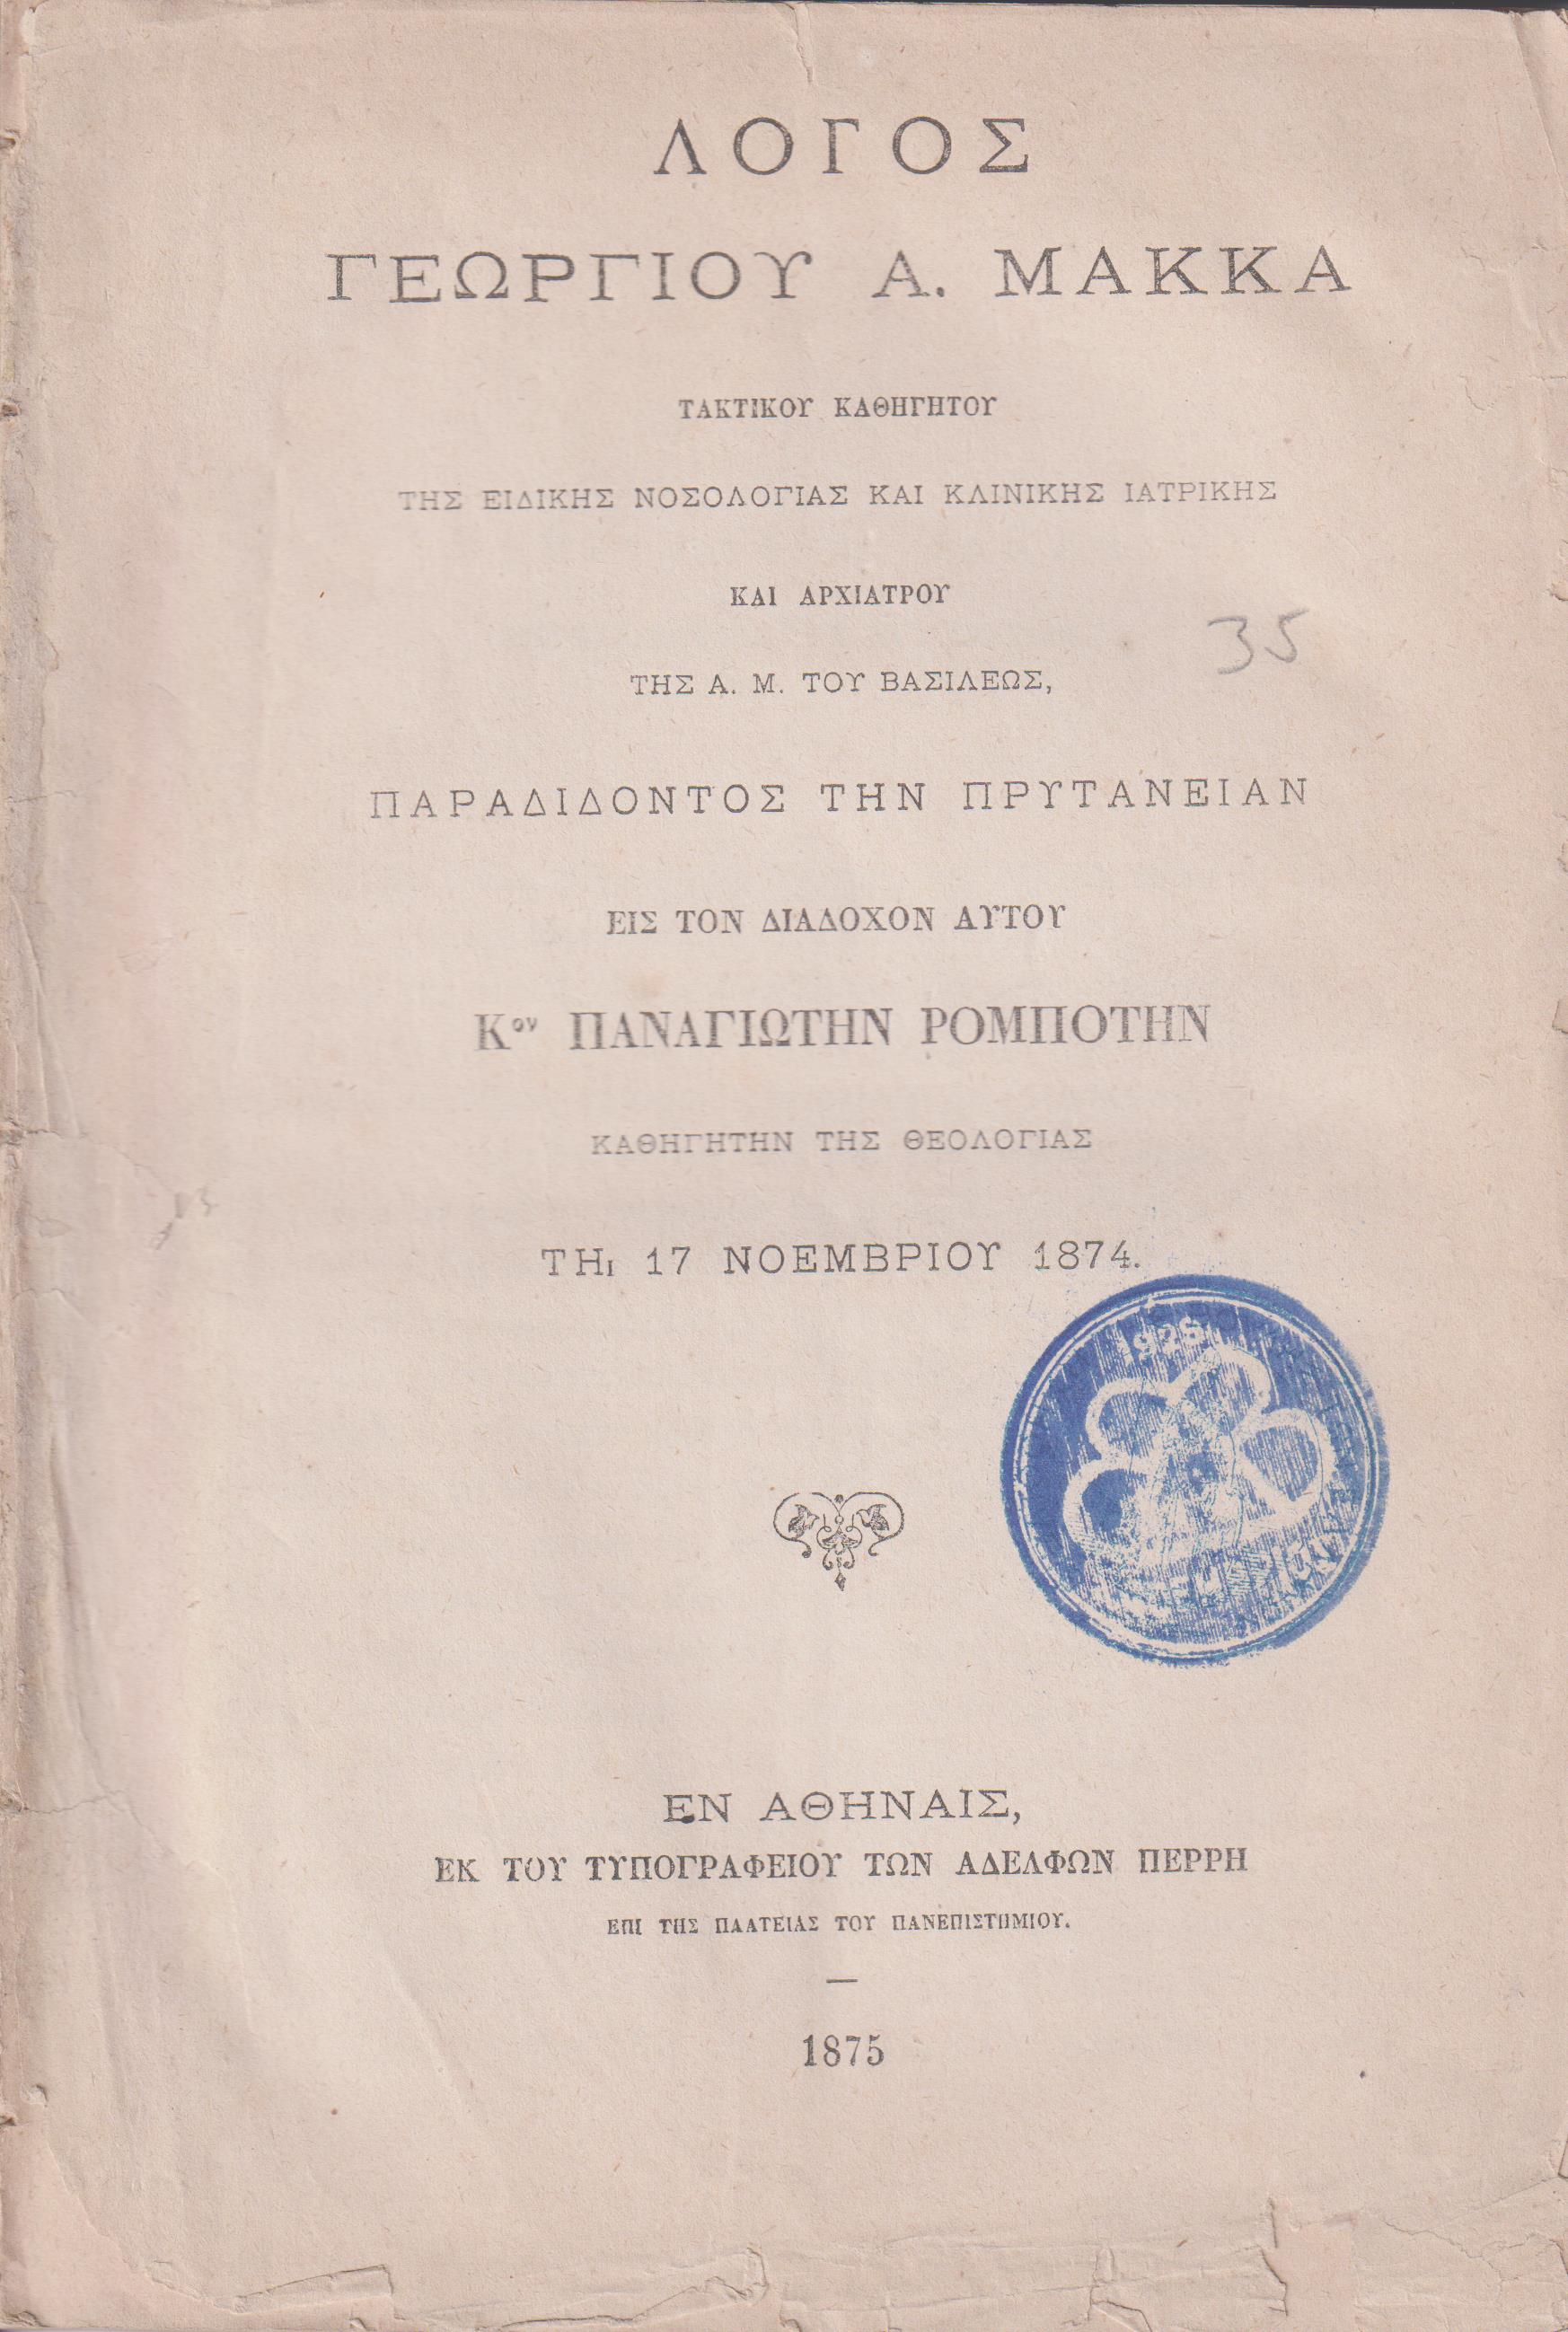 ΛΟΓΟΣ
ΓΕΩΡΓΙΟΥ Α. ΜΑΚΚΑ
ΤΑΚΤΙΚΟΥ ΚΑΘΗΓΗΤΟΥ
ΤΗΣ ΕΙΔΙΚΗΣ ΝΟΣΟΛΟΓΙΑΣ ΚΑΙ ΚΛΙΝΙΚΗΣ ΙΑΤΡΙΚΗΣ
ΚΑΙ ΑΡΧΙΑΤΡΟΥ
35
ΤΗΣ Α. Μ. ΤΟΥ ΒΑΣΙΛΕΩΣ,
ΠΑΡΑΔΙΔΟΝΤΟΣ ΤΗΝ ΠΡΥΤΑΝΕΙΑΝ
ΕΙΣ ΤΟΝ ΔΙΑΔΟΧΟΝ ΑΥΤΟΥ
Κον ΠΑΝΑΓΙΩΤΗΝ ΡΟΜΠΟΤΗΝ
ΚΑΘΗΓΗΤΗΝ ΤΗΣ ΘΕΟΛΟΓΙΑΣ
ΤΗι 17 ΝΟΕΜΒΡΙΟΥ 1874.
ΕΝ ΑΘΗΝΑΙΣ,
ΕΚ ΤΟΥ ΤΥΠΟΓΡΑΦΕΙΟΥ ΤΩΝ ΑΔΕΛΦΩΝ ΠΕΡΡΗ
ΕΠΙ ΤΗΣ ΠΛΑΤΕΙΑΣ ΤΟΥ ΠΑΝΕΠΙΣΤΗΜΙΟΥ.
1875